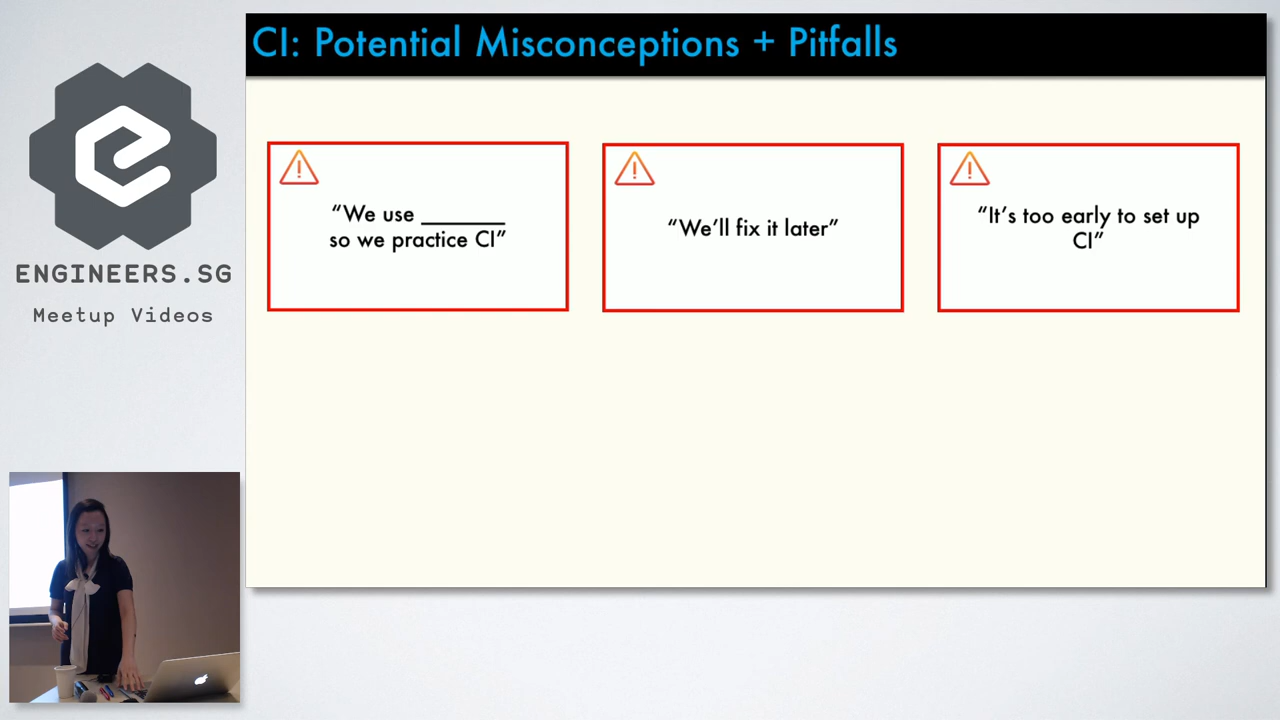 CI: Potential Misconceptions + Pitfalls
“We use _______
so we practice CI”
“We’ll fix it later”
“It’s too early to set up
CI”
ENGINEERS.SG
Meetup Videos